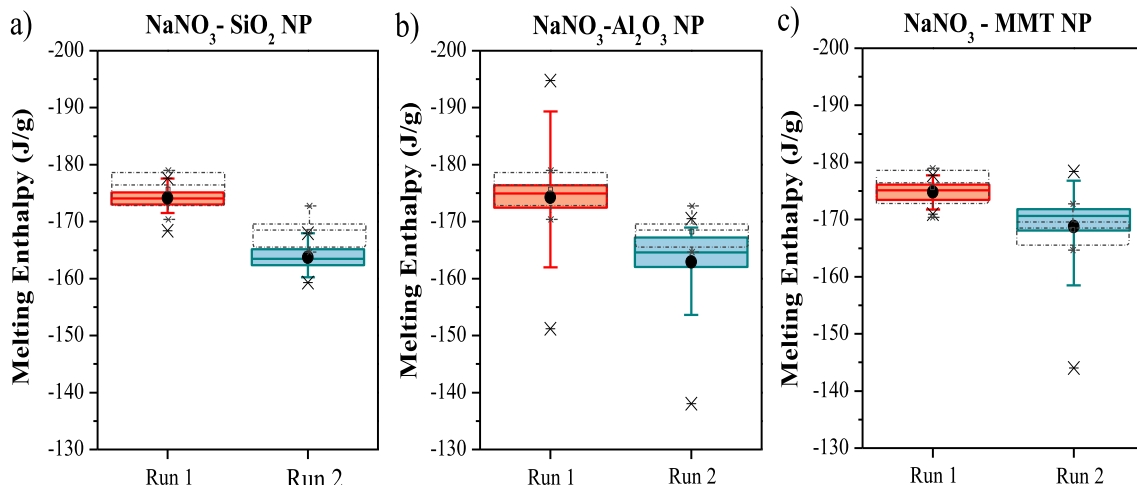 a)
NaNO3- SiO2 NP
Melting Enthalpy (J/g)
-200
-190
-180
-170
-160
-150
-140
-130
Run 1
Run 2
b)
NaNO3-Al2O3 NP
Melting Enthalpy (J/g)
-200
-190
-180
-170
-160
-150
-140
-130
Run 1
Run 2
c)
NaNO3 - MMT NP
Melting Enthalpy (J/g)
-200
-190
-180
-170
-160
-150
-140
-130
Run 1
Run 2